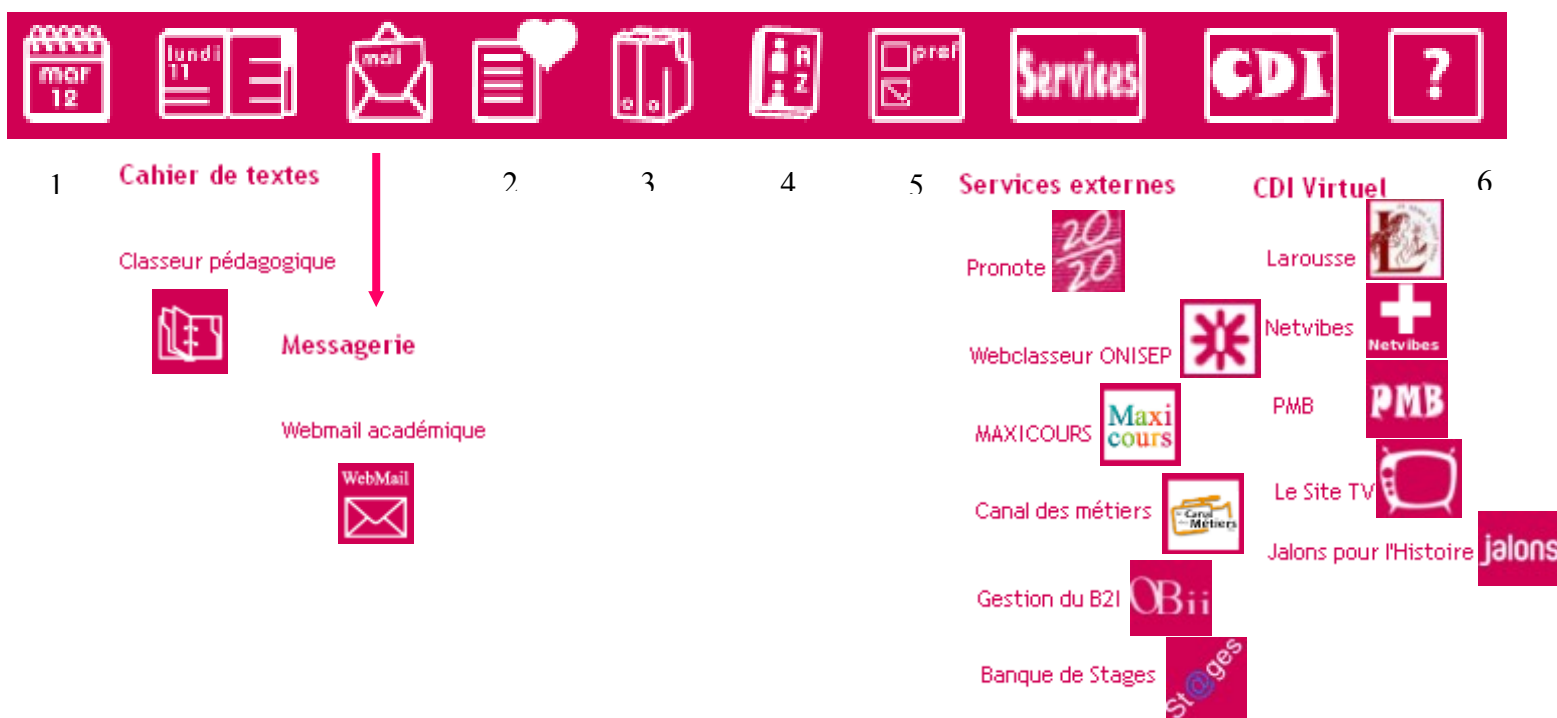 mar
12
lundi
11
mail
A
Z
pref
Services
CDI
?
1
Cahier de textes
2
3
4
5
Services externes
CDI Virtuel
6
Classeur pédagogique
Messagerie
Webmail académique
WebMail
Pronote
20
20
Webclasseur ONISEP
MAXICOURS
Maxi
cours
Canal des métiers
Canal
Métiers
Gestion du B2I
OBii
Banque de Stages
St@ges
Larousse
L
Netvibes
Netvibes
PMB
PMB
Le Site TV
Jalons pour l'Histoire
jalons